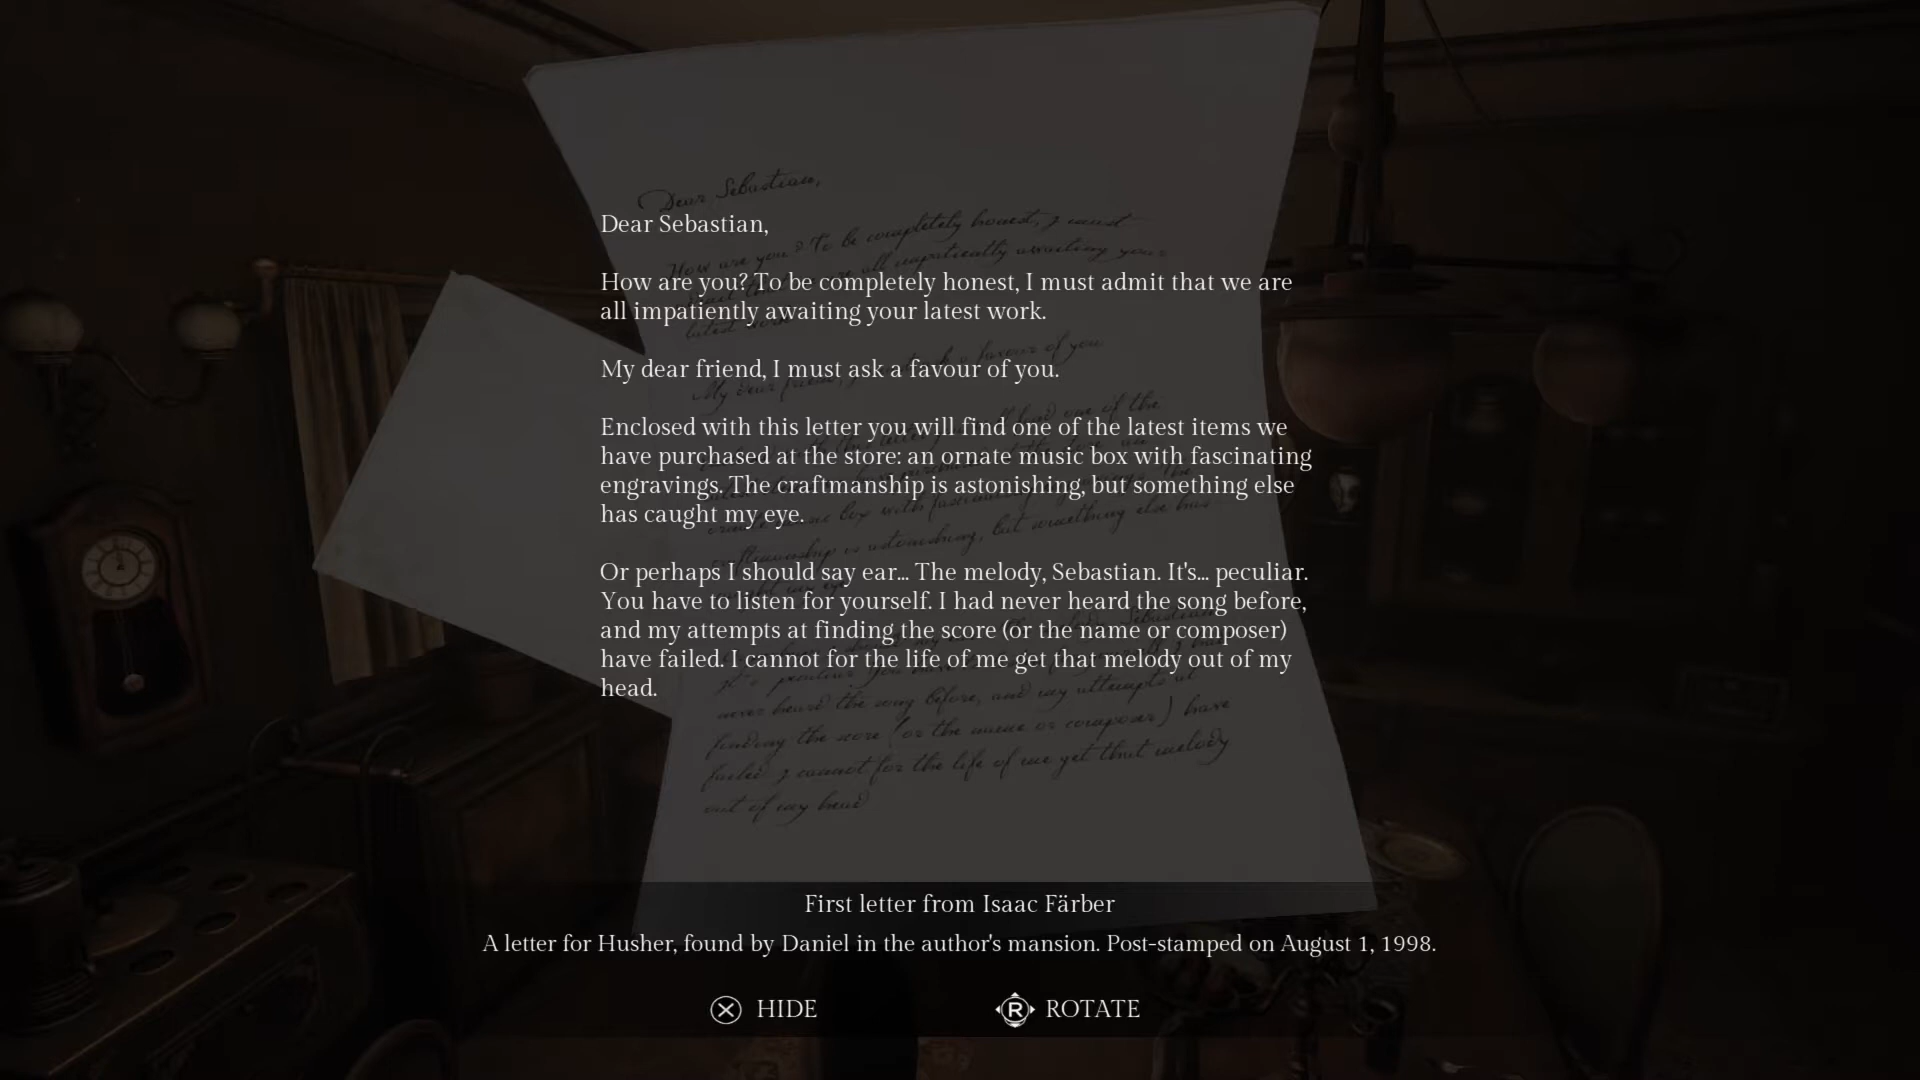 Dear Sebastian,
How are you? To be completely honest, I must admit that we are
all impatiently awaiting your latest work.
My dear friend, I must ask a favour of you.
Enclosed with this letter you will find one of the latest items we
have purchased at the store: an ornate music box with fascinating
engravings. The craftmanship is astonishing, but something else
has caught my eye.
Or perhaps I should say ear... The melody, Sebastian. It's... peculiar.
You have to listen for yourself. I had never heard the song before,
and my attempts at finding the score (or the name or composer)
have failed. I cannot for the life of me get that melody out of my
head.
First letter from Isaac Färber
A letter for Husher, found by Daniel in the author's mansion. Post-stamped on August 1, 1998.
HIDE
R ROTATE